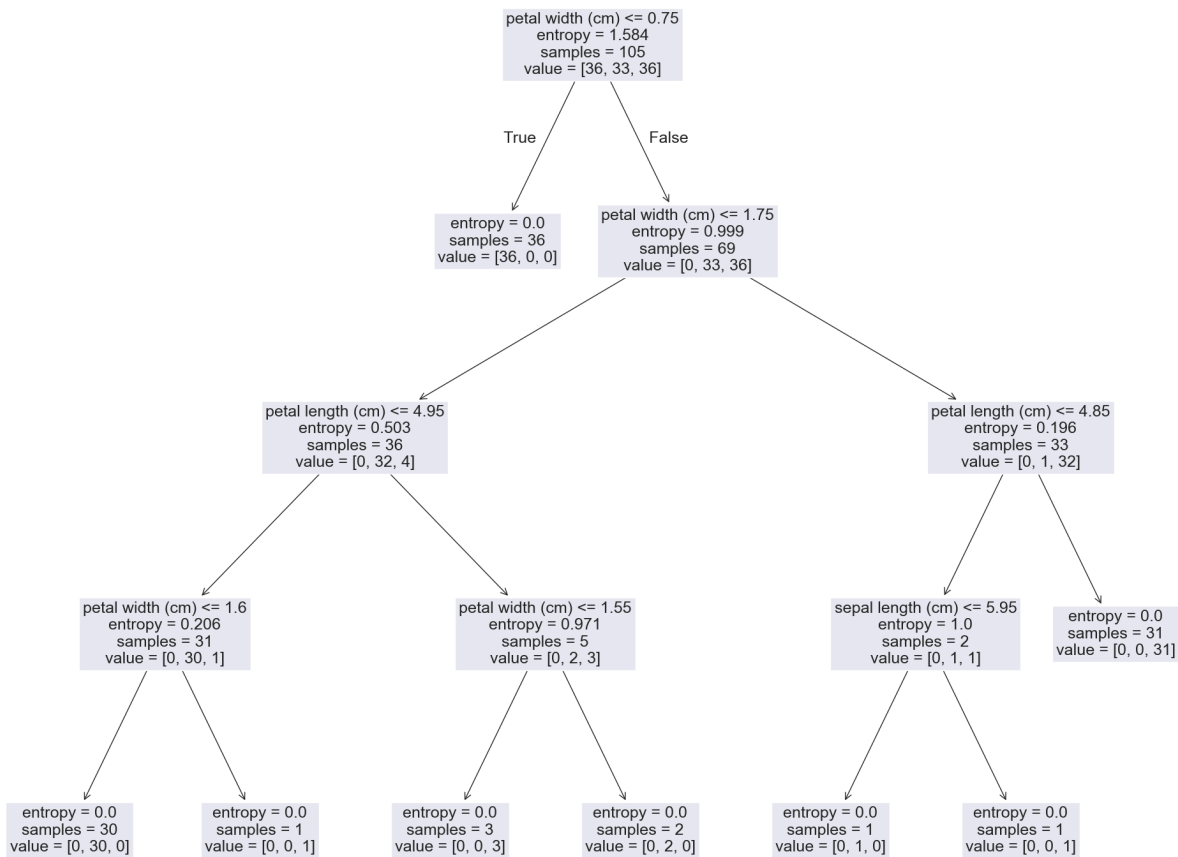 petal width (cm) <= 0.75
entropy = 1.584
samples = 105
value = [36, 33, 36]
True
False
entropy = 0.0
samples = 36
value = [36, 0, 0]
petal width (cm) <= 1.75
entropy = 0.999
samples = 69
value = [0, 33, 36]
petal length (cm) <= 4.95
entropy = 0.503
samples = 36
value = [0, 32, 4]
petal length (cm) <= 4.85
entropy = 0.196
samples = 33
value = [0, 1, 32]
petal width (cm) <= 1.6
entropy = 0.206
samples = 31
value = [0, 30, 1]
petal width (cm) <= 1.55
entropy = 0.971
samples = 5
value = [0, 2, 3]
sepal length (cm) <= 5.95
entropy = 1.0
samples = 2
value = [0, 1, 1]
entropy = 0.0
samples = 31
value = [0, 0, 31]
entropy = 0.0
samples = 30
value = [0, 30, 0]
entropy = 0.0
samples = 1
value = [0, 0, 1]
entropy = 0.0
samples = 3
value = [0, 0, 3]
entropy = 0.0
samples = 2
value = [0, 2, 0]
entropy = 0.0
samples = 1
value = [0, 1, 0]
entropy = 0.0
samples = 1
value = [0, 0, 1]